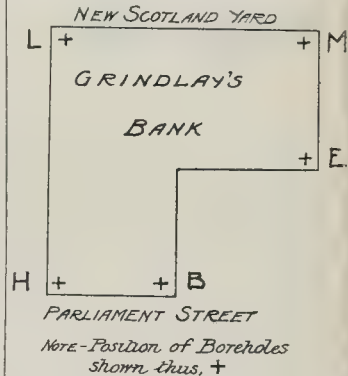 NEW SCOTLAND YARD
L
M
GRINDLAY'S
BANK
E
H
B
PARLIAMENT STREET
NOTE-Position of Boreholes
shown thus, +